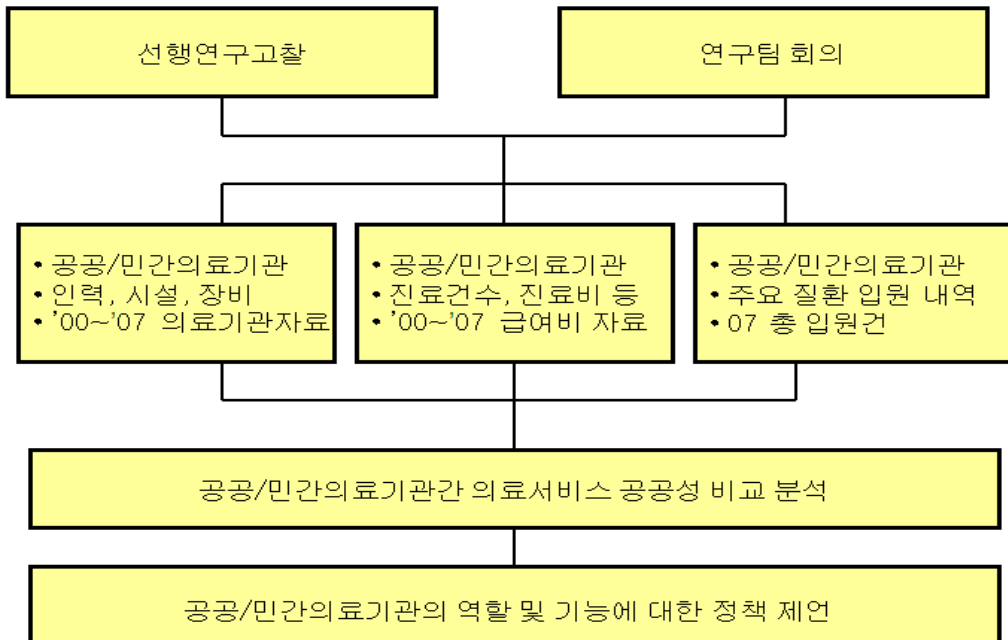 선행연구고찰
연구팀 회의
• 공공/민간의료기관
• 인력, 시설, 장비
• '00~'07 의료기관자료
• 공공/민간의료기관
• 진료건수, 진료비 등
• '00~'07 급여비 자료
• 공공/민간의료기관
• 주요 질환 입원 내역
• 07 총 입원건
공공/민간의료기관간 의료서비스 공공성 비교 분석
공공/민간의료기관의 역할 및 기능에 대한 정책 제언